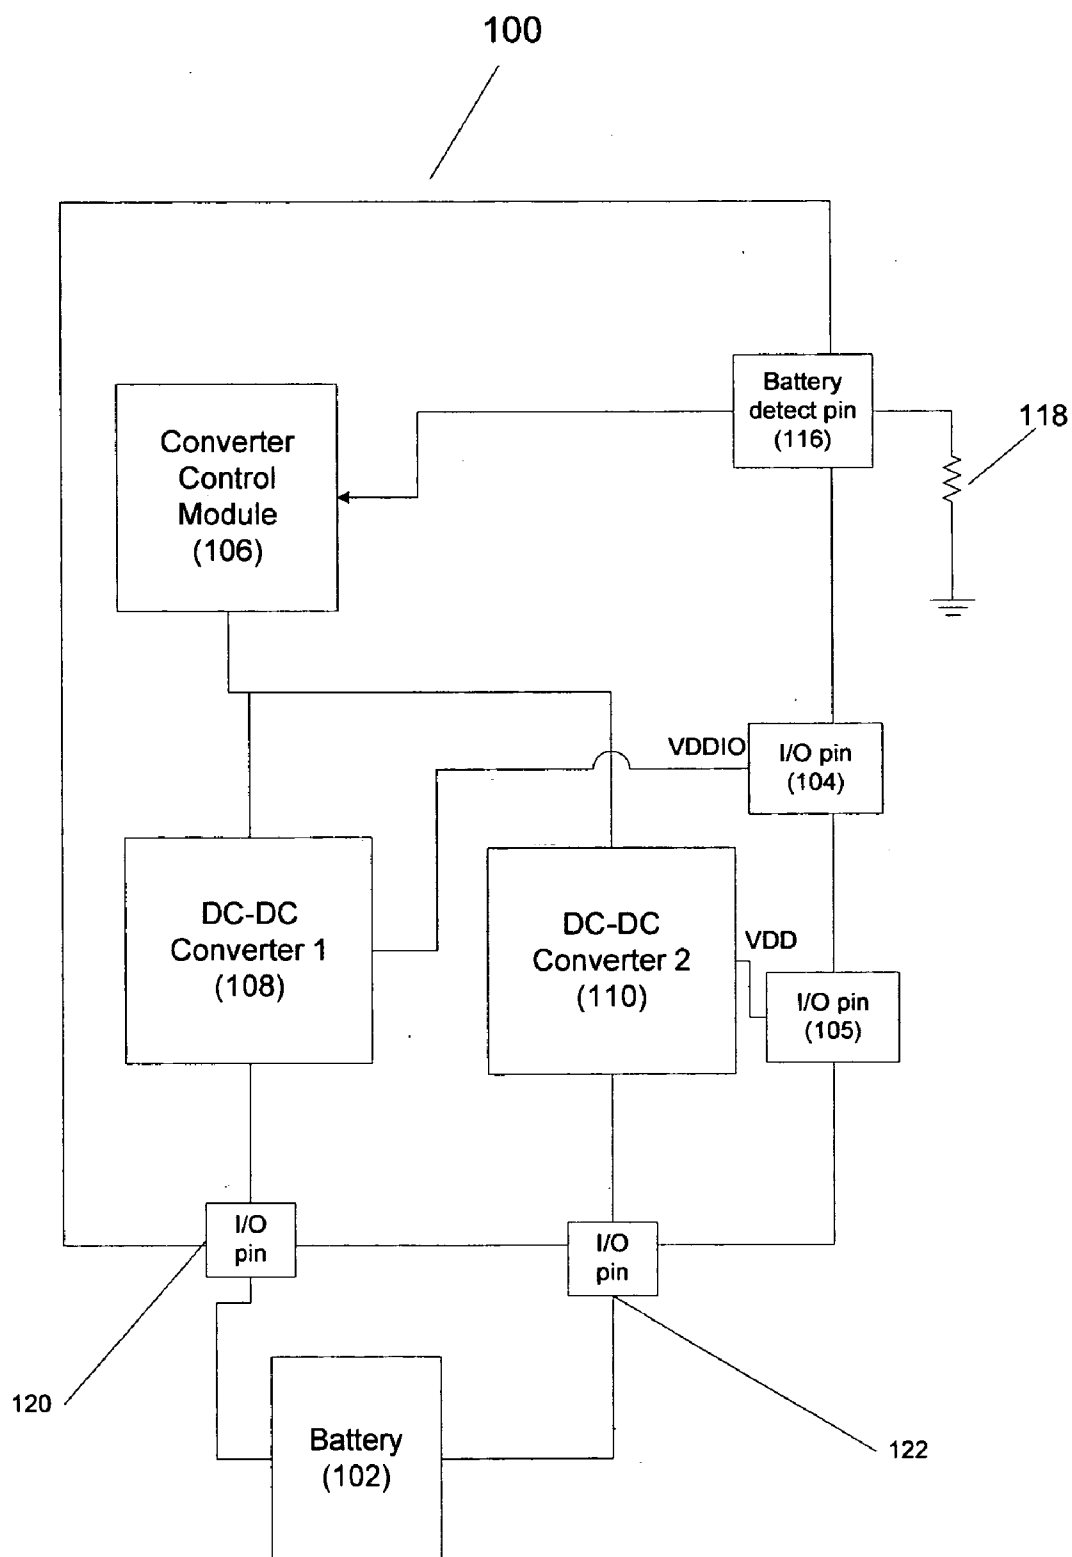 100
Battery
detect pin
(116)
118
Converter
Control
Module
(106)
VDDIO
I/O pin
(104)
DC-DC
Converter 1
(108)
DC-DC
Converter 2
(110)
VDD
I/O pin
(105)
I/O
pin
I/O
pin
120
Battery
(102)
122